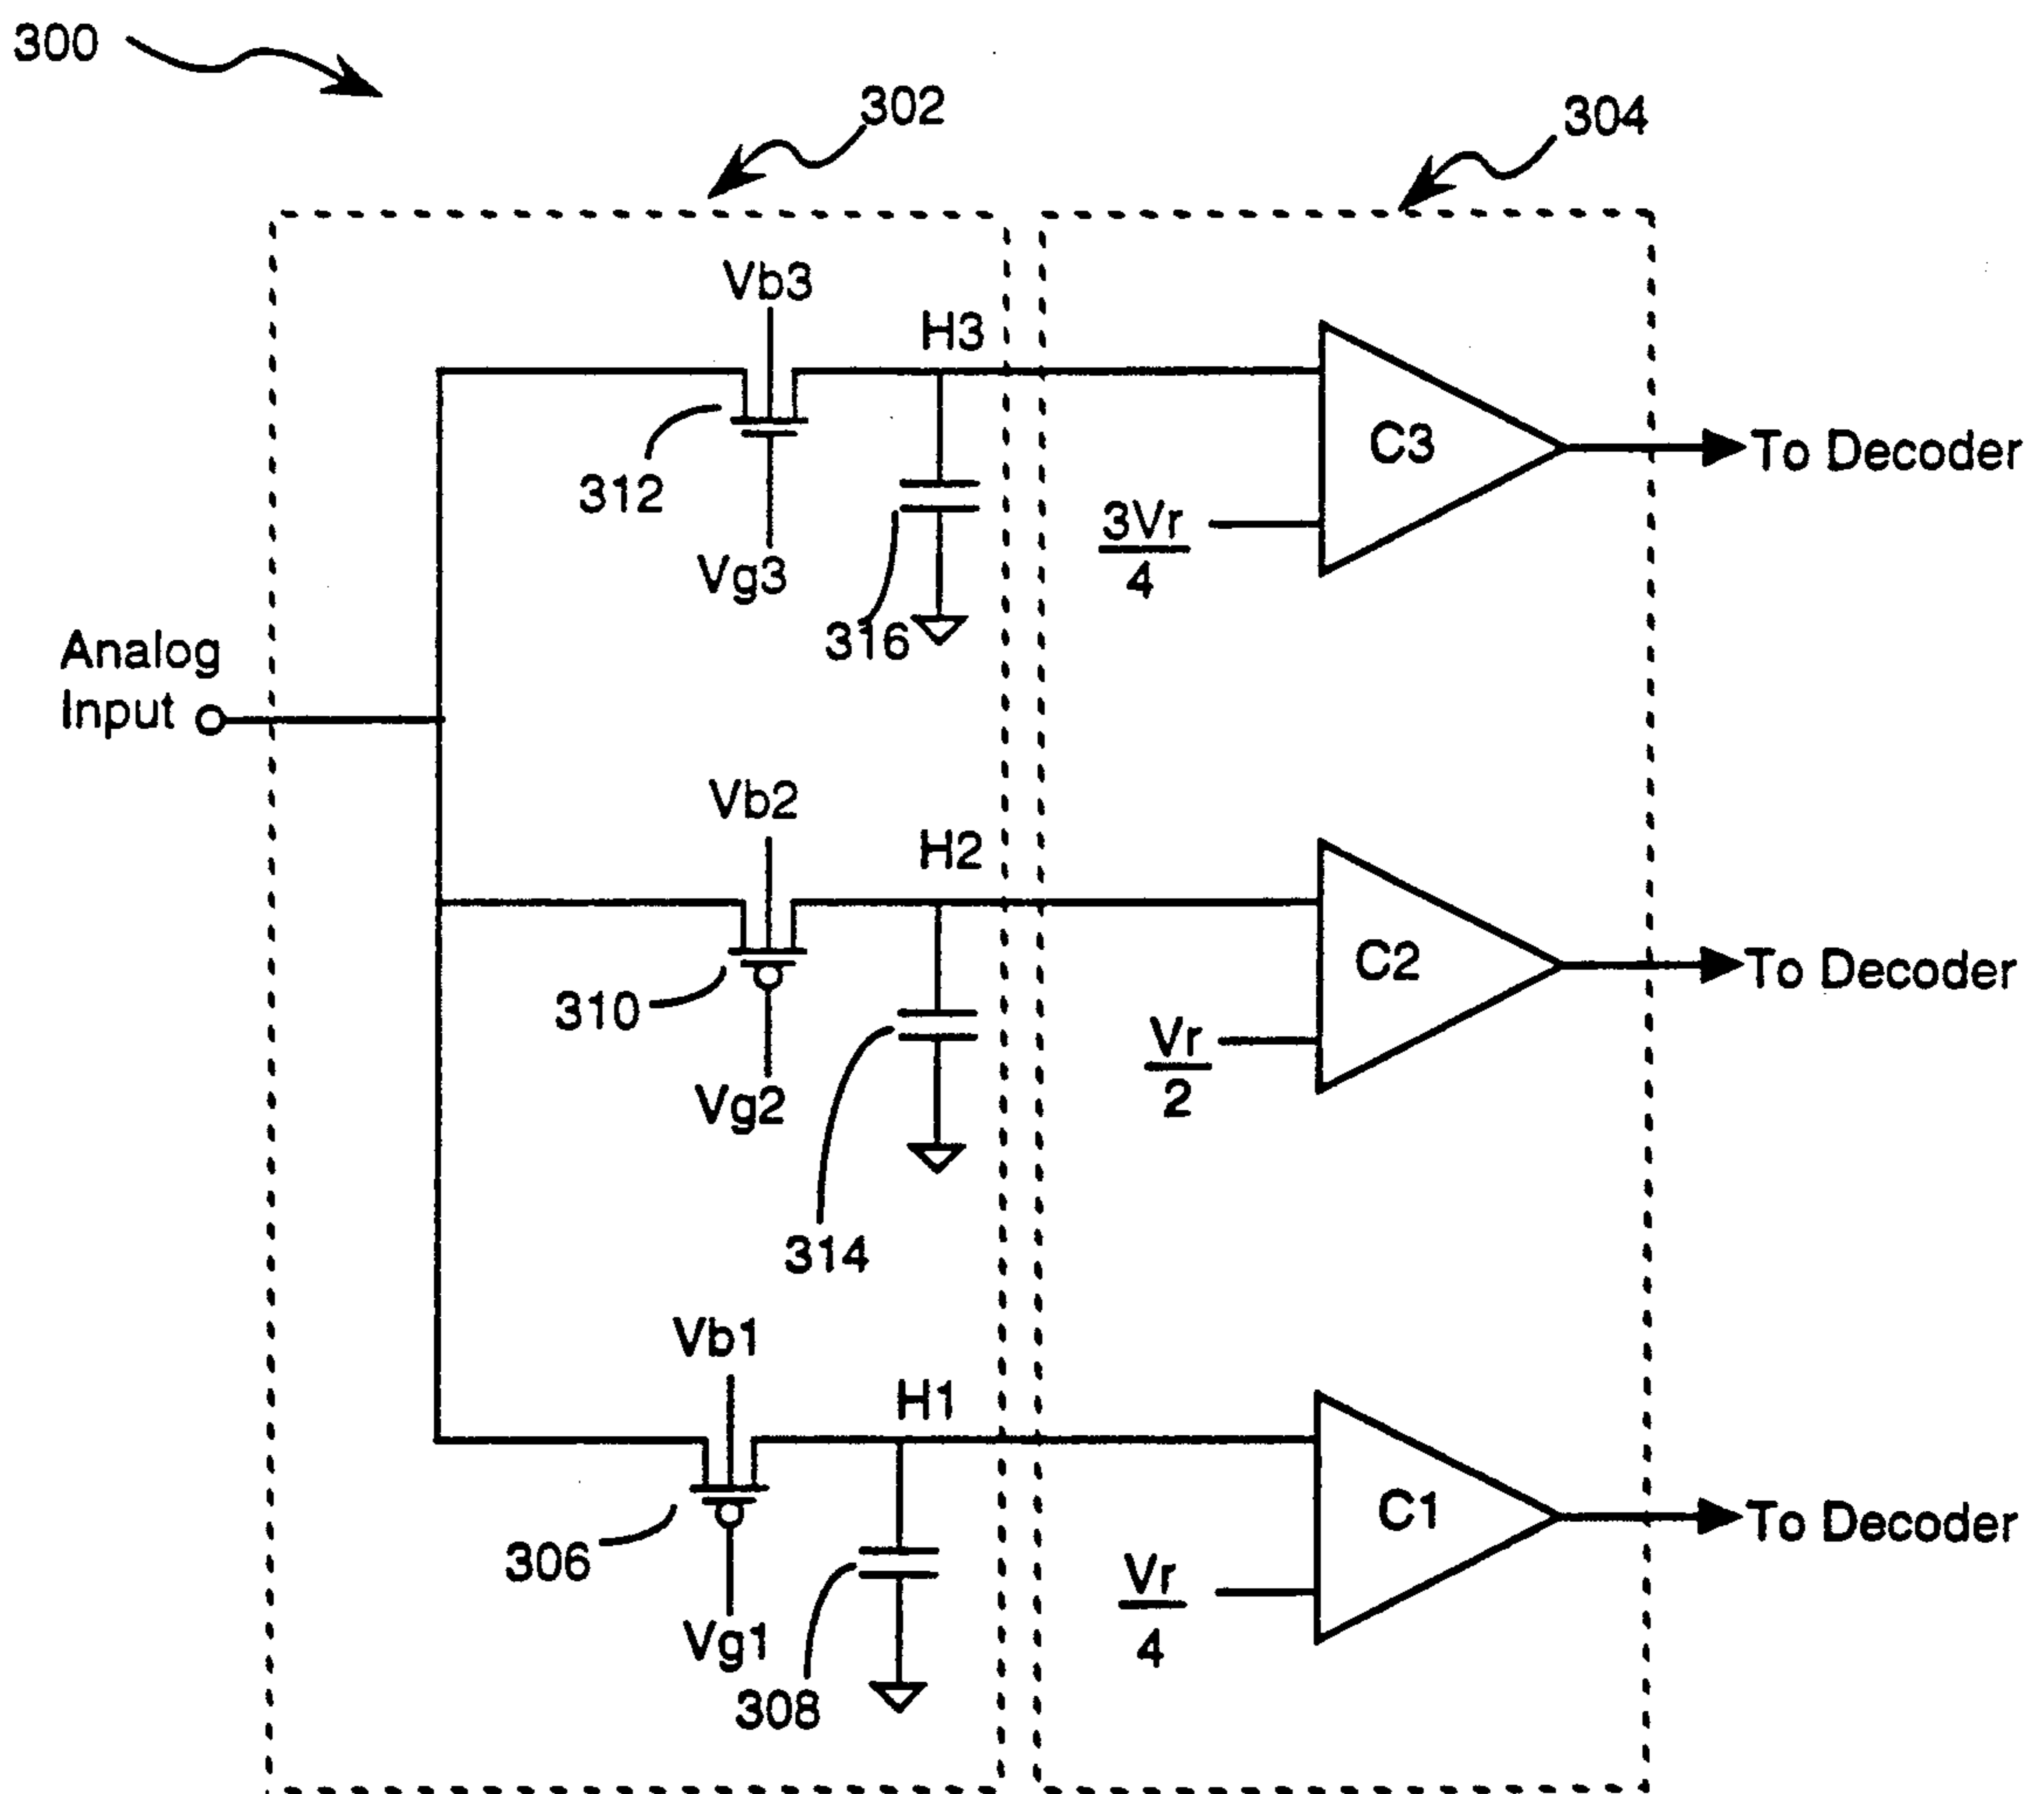 300
302
304
Vb3
H3
312
Vg3
316
C3
3Vr
4
To Decoder
Analog
Input
Vb2
H2
310
Vg2
314
C2
Vr
2
To Decoder
Vb1
H1
306
Vg1
308
C1
Vr
4
To Decoder